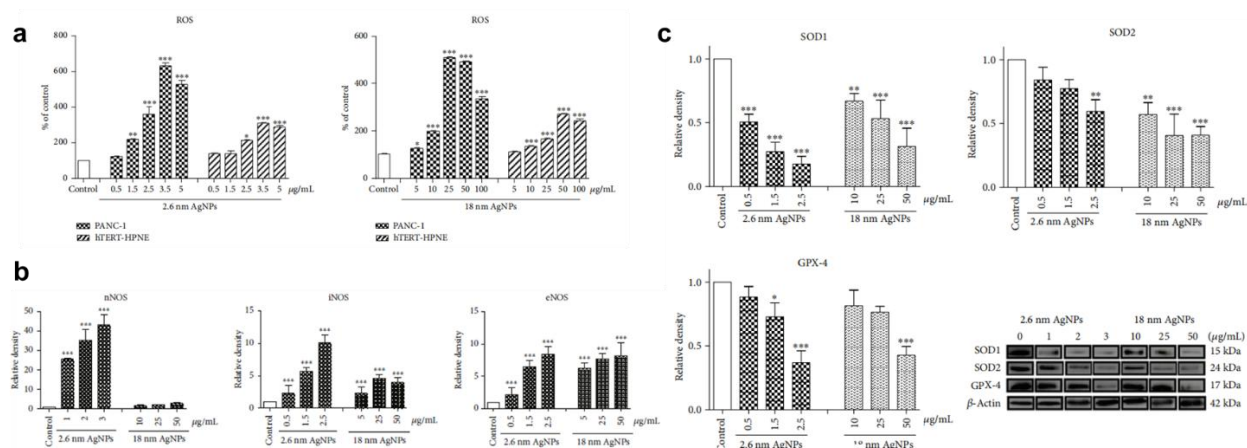 a
ROS
% of control
800
600
400
200
0
Control
0.5
1.5
2.5
3.5
5
0.5
1.5
2.5
3.5
5
μg/mL
2.6 nm AgNPs
PANC-1
hTERT-HPNE
**
***
***
***
*
***
***
ROS
% of control
600
400
200
0
Control
5
10
25
50
100
5
10
25
50
100
μg/mL
18 nm AgNPs
PANC-1
hTERT-HPNE
*
***
***
***
***
***
***
***
***
b
nNOS
Relative density
50
40
30
20
10
0
Control
1
2
3
10
25
50
μg/mL
2.6 nm AgNPs
18 nm AgNPs
***
***
***
iNOS
Relative density
15
10
5
0
Control
0.5
1.5
2.5
5
25
50
μg/mL
2.6 nm AgNPs
18 nm AgNPs
***
***
***
***
***
***
eNOS
Relative density
15
10
5
0
Control
0.5
1.5
2.5
5
25
50
μg/mL
2.6 nm AgNPs
18 nm AgNPs
***
***
***
***
***
***
c
SOD1
Relative density
1.0
0.5
0.0
Control
0.5
1.5
2.5
10
25
50
μg/mL
2.6 nm AgNPs
18 nm AgNPs
***
***
***
**
***
***
SOD2
Relative density
1.0
0.5
0.0
Control
0.5
1.5
2.5
10
25
50
μg/mL
2.6 nm AgNPs
18 nm AgNPs
**
**
***
***
GPX-4
Relative density
1.0
0.5
0.0
Control
0.5
1.5
2.5
10
25
50
μg/mL
2.6 nm AgNPs
18 nm AgNPs
*
***
***
2.6 nm AgNPs 18 nm AgNPs
0 1 2 3 10 25 50 (μg/mL)
SOD1 15 kDa
SOD2 24 kDa
GPX-4 17 kDa
β-Actin 42 kDa